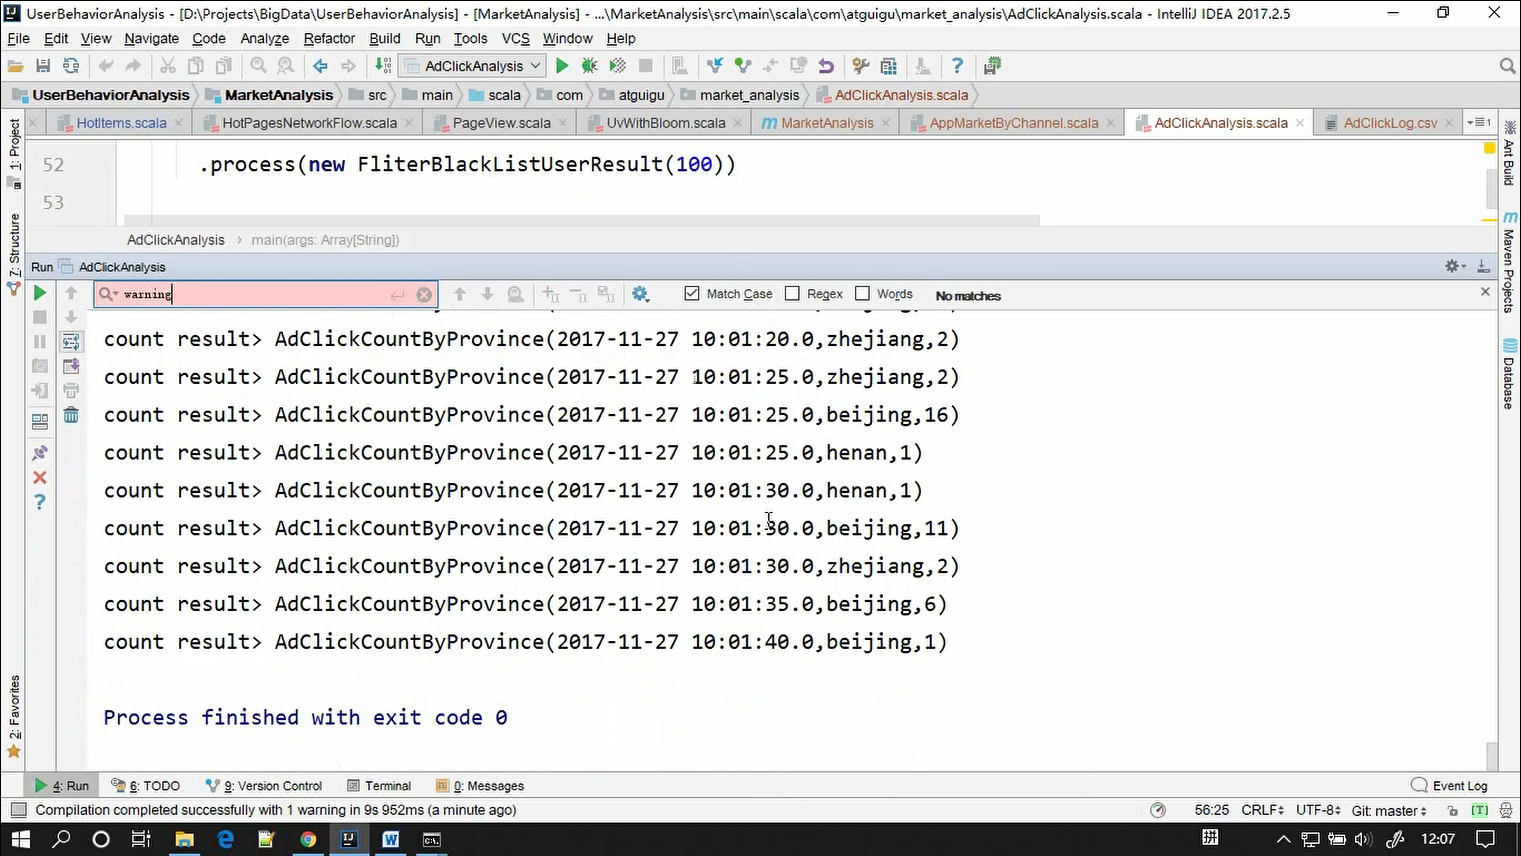 UserBehaviorAnalysis - [D:\Projects\BigData\UserBehaviorAnalysis] - [MarketAnalysis] - ...\MarketAnalysis\src\main\scala\com\atguigu\market_analysis\AdClickAnalysis.scala - IntelliJ IDEA 2017.2.5
File Edit View Navigate Code Analyze Refactor Build Run Tools VCS Window Help
AdClickAnalysis
UserBehaviorAnalysis MarketAnalysis src main scala com atguigu market_analysis AdClickAnalysis.scala
HotItems.scala HotPagesNetworkFlow.scala PageView.scala UvWithBloom.scala MarketAnalysis AppMarketByChannel.scala AdClickAnalysis.scala AdClickLog.csv
1: Project
7: Structure
2: Favorites
Ant Build
Maven Projects
Database
52 .process(new FliterBlackListUserResult(100))
53
AdClickAnalysis › main(args: Array[String])
Run AdClickAnalysis
warning Match Case Regex Words No matches
count result> AdClickCountByProvince(2017-11-27 10:01:20.0,zhejiang,2)
count result> AdClickCountByProvince(2017-11-27 10:01:25.0,zhejiang,2)
count result> AdClickCountByProvince(2017-11-27 10:01:25.0,beijing,16)
count result> AdClickCountByProvince(2017-11-27 10:01:25.0,henan,1)
count result> AdClickCountByProvince(2017-11-27 10:01:30.0,henan,1)
count result> AdClickCountByProvince(2017-11-27 10:01:30.0,beijing,11)
count result> AdClickCountByProvince(2017-11-27 10:01:30.0,zhejiang,2)
count result> AdClickCountByProvince(2017-11-27 10:01:35.0,beijing,6)
count result> AdClickCountByProvince(2017-11-27 10:01:40.0,beijing,1)
Process finished with exit code 0
4: Run 6: TODO 9: Version Control Terminal 0: Messages Event Log
Compilation completed successfully with 1 warning in 9s 952ms (a minute ago) 56:25 CRLF UTF-8 Git: master [T]
拼 12:07